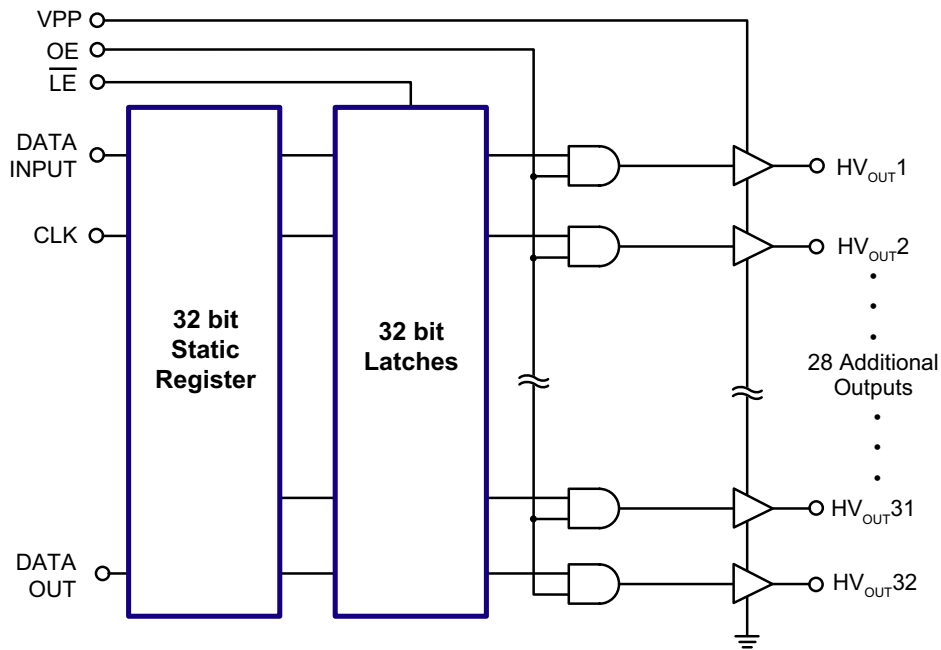 VPP
OE
LE
DATA
INPUT
CLK
DATA
OUT
32 bit
Static
Register
32 bit
Latches
HVOUT1
HVOUT2
28 Additional
Outputs
HVOUT31
HVOUT32